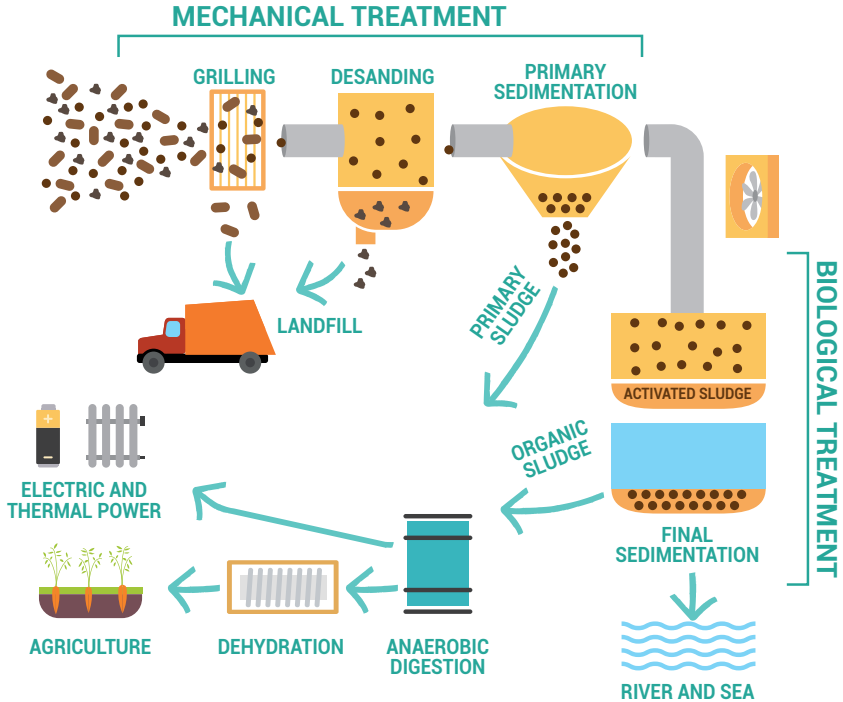 MECHANICAL TREATMENT
GRILLING
DESANDING
PRIMARY
SEDIMENTATION
LANDFILL
PRIMARY
SLUDGE
BIOLOGICAL TREATMENT
ACTIVATED SLUDGE
ORGANIC
SLUDGE
+
–
ELECTRIC AND
THERMAL POWER
FINAL
SEDIMENTATION
AGRICULTURE
DEHYDRATION
ANAEROBIC
DIGESTION
RIVER AND SEA